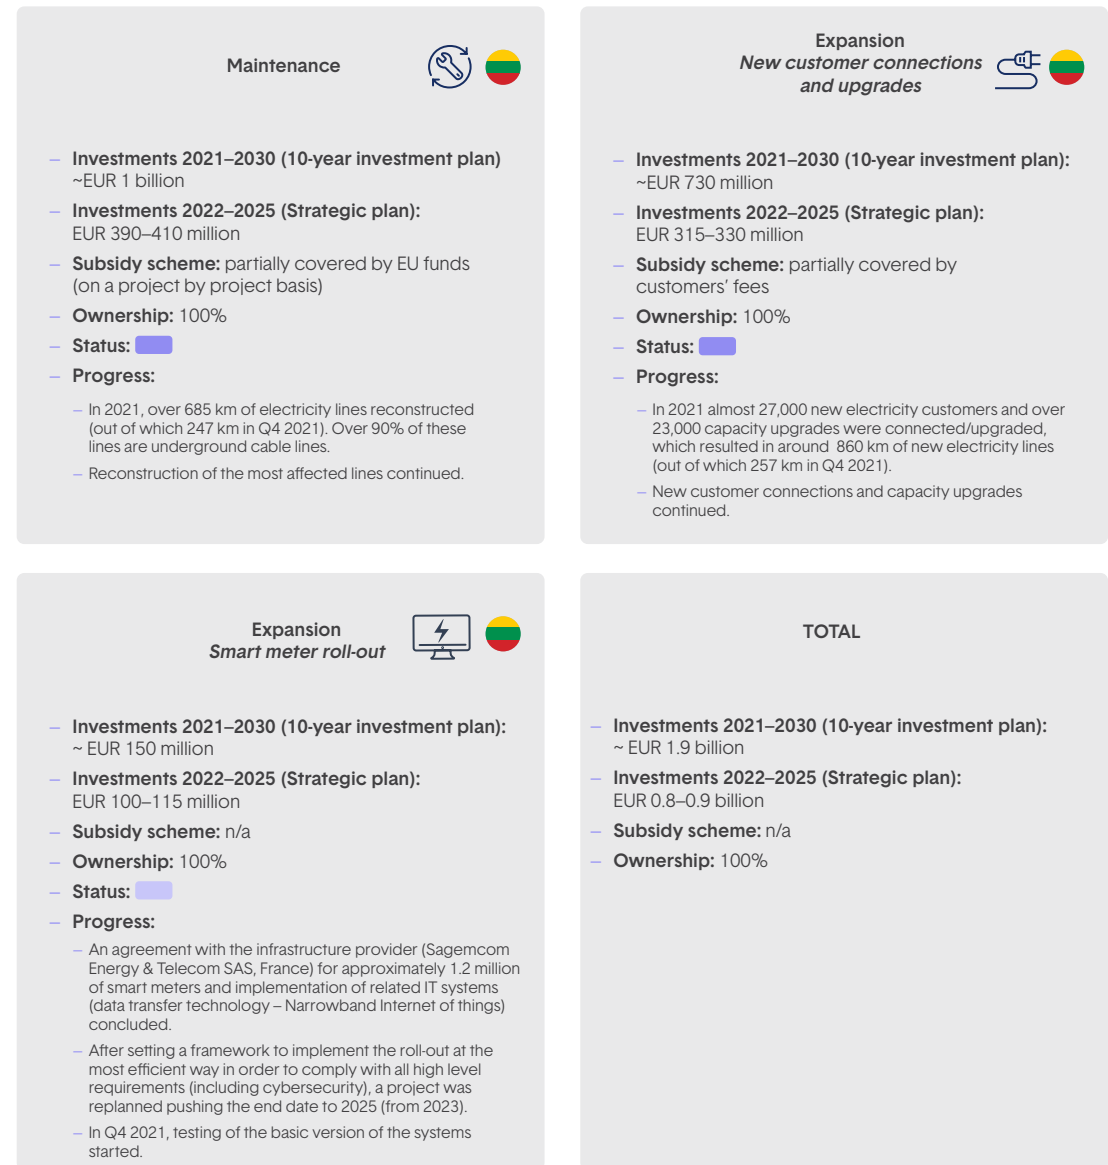 Maintenance
– Investments 2021–2030 (10-year investment plan)
~EUR 1 billion
– Investments 2022–2025 (Strategic plan):
EUR 390–410 million
– Subsidy scheme: partially covered by EU funds
(on a project by project basis)
– Ownership: 100%
– Status:
– Progress:
– In 2021, over 685 km of electricity lines reconstructed
(out of which 247 km in Q4 2021). Over 90% of these
lines are underground cable lines.
– Reconstruction of the most affected lines continued.
Expansion
New customer connections
and upgrades
– Investments 2021–2030 (10-year investment plan):
~EUR 730 million
– Investments 2022–2025 (Strategic plan):
EUR 315–330 million
– Subsidy scheme: partially covered by
customers’ fees
– Ownership: 100%
– Status:
– Progress:
– In 2021 almost 27,000 new electricity customers and over
23,000 capacity upgrades were connected/upgraded,
which resulted in around 860 km of new electricity lines
(out of which 257 km in Q4 2021).
– New customer connections and capacity upgrades
continued.
Expansion
Smart meter roll-out
– Investments 2021–2030 (10-year investment plan):
~ EUR 150 million
– Investments 2022–2025 (Strategic plan):
EUR 100–115 million
– Subsidy scheme: n/a
– Ownership: 100%
– Status:
– Progress:
– An agreement with the infrastructure provider (Sagemcom
Energy & Telecom SAS, France) for approximately 1.2 million
of smart meters and implementation of related IT systems
(data transfer technology – Narrowband Internet of things)
concluded.
– After setting a framework to implement the roll-out at the
most efficient way in order to comply with all high level
requirements (including cybersecurity), a project was
replanned pushing the end date to 2025 (from 2023).
– In Q4 2021, testing of the basic version of the systems
started.
TOTAL
– Investments 2021–2030 (10-year investment plan):
~ EUR 1.9 billion
– Investments 2022–2025 (Strategic plan):
EUR 0.8–0.9 billion
– Subsidy scheme: n/a
– Ownership: 100%